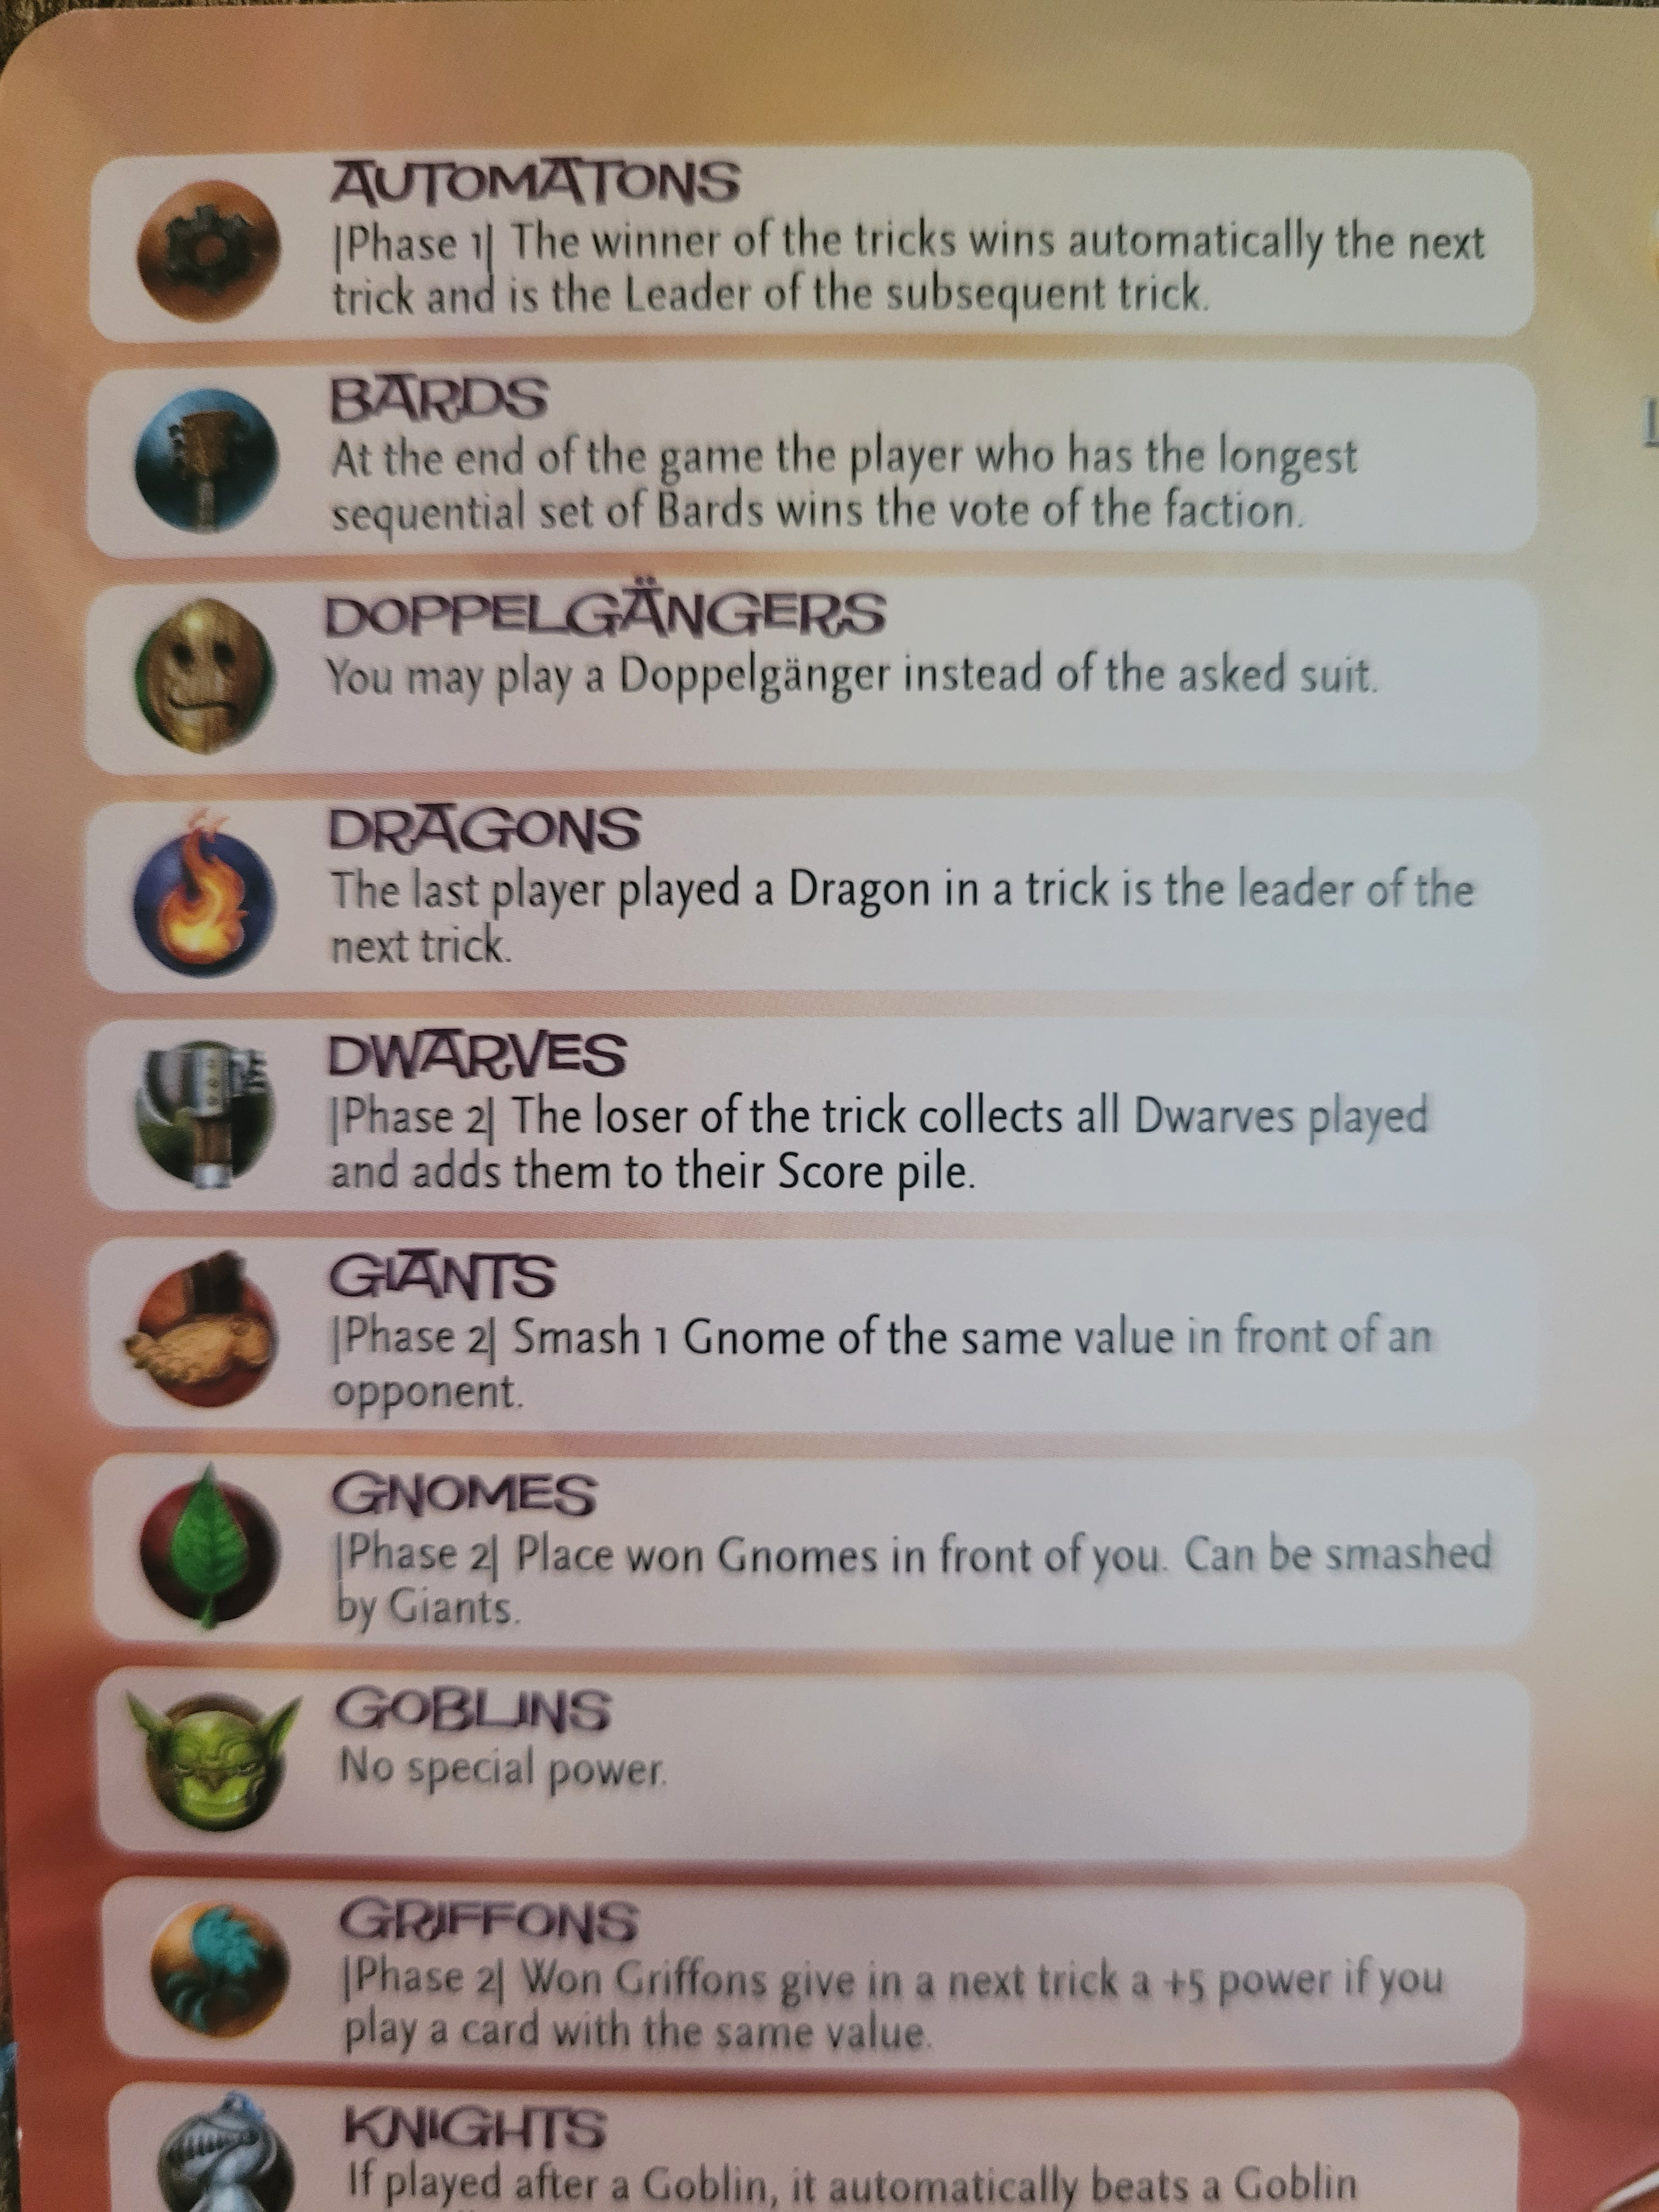 AUTOMATONS
|Phase 1| The winner of the tricks wins automatically the next
trick and is the Leader of the subsequent trick.
BARDS
At the end of the game the player who has the longest
sequential set of Bards wins the vote of the faction.
DOPPELGÄNGERS
You may play a Doppelgänger instead of the asked suit.
DRAGONS
The last player played a Dragon in a trick is the leader of the
next trick.
DWARVES
|Phase 2| The loser of the trick collects all Dwarves played
and adds them to their Score pile.
GIANTS
|Phase 2| Smash 1 Gnome of the same value in front of an
opponent.
GNOMES
|Phase 2| Place won Gnomes in front of you. Can be smashed
by Giants.
GOBLINS
No special power.
GRIFFONS
|Phase 2| Won Griffons give in a next trick a +5 power if you
play a card with the same value.
KNIGHTS
If played after a Goblin, it automatically beats a Goblin